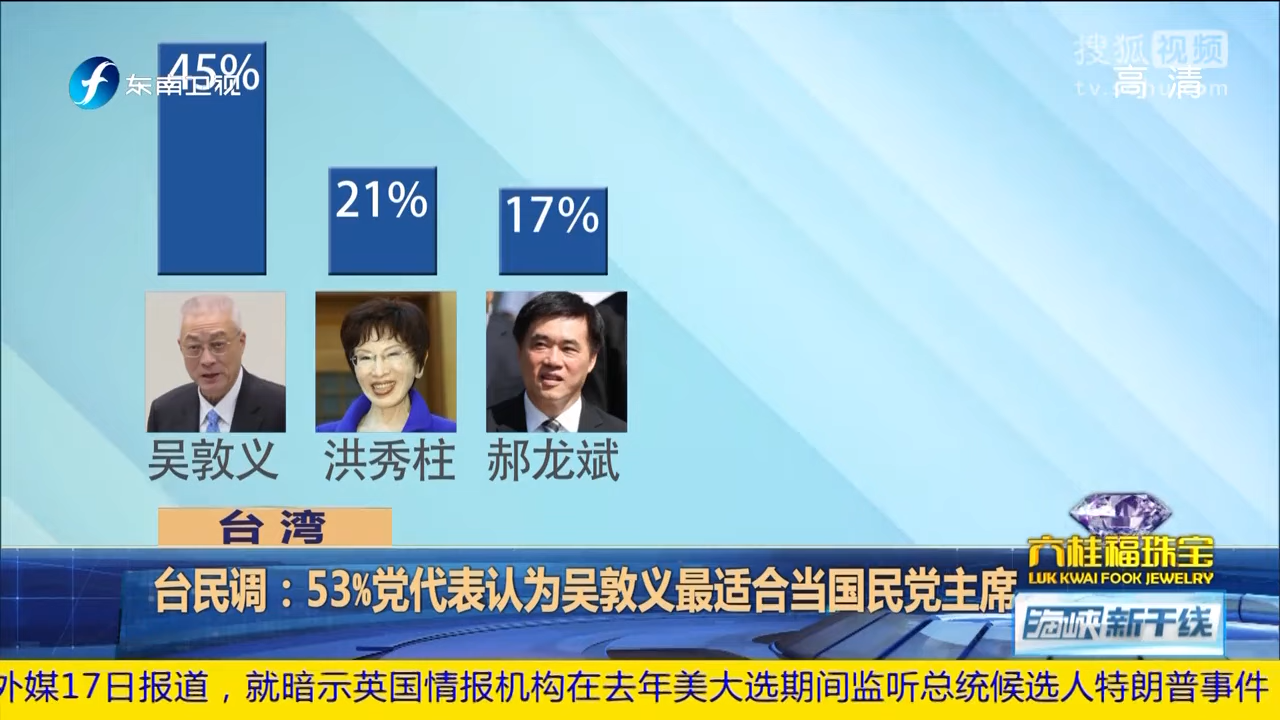 45%
东南卫视
搜狐视频
tv.sohu.com
高清
21%
17%
吴敦义
洪秀柱
郝龙斌
台湾
台民调：53%党代表认为吴敦义最适合当国民党主席
六桂福珠宝
LUK KWAI FOOK JEWELRY
海峡新干线
外媒17日报道，就暗示英国情报机构在去年美大选期间监听总统候选人特朗普事件